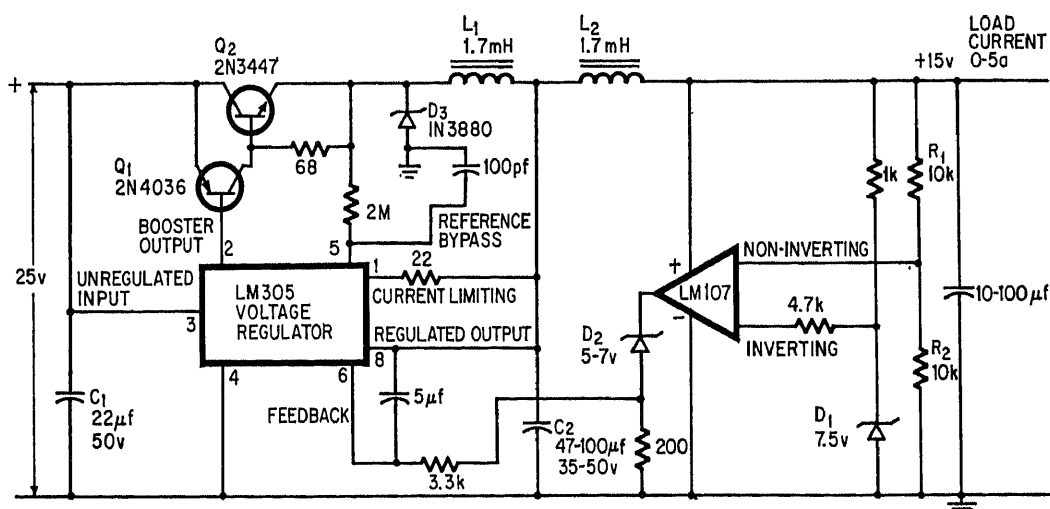 L1
1.7mH
L2
1.7mH
LOAD
CURRENT
0-5a
Q2
2N3447
+
+15v
D3
IN3880
68
100pf
Q1
2N4036
1k
R1
10k
2M
BOOSTER
OUTPUT
REFERENCE
BYPASS
2
5
25v
UNREGULATED
INPUT
3
LM305
VOLTAGE
REGULATOR
1
22
CURRENT LIMITING
REGULATED OUTPUT
8
4
6
+
LM107
−
NON-INVERTING
4.7k
INVERTING
10-100µf
D2
5-7v
R2
10k
C1
22µf
50v
FEEDBACK
5µf
C2
47-100µf
35-50v
200
D1
7.5v
3.3k